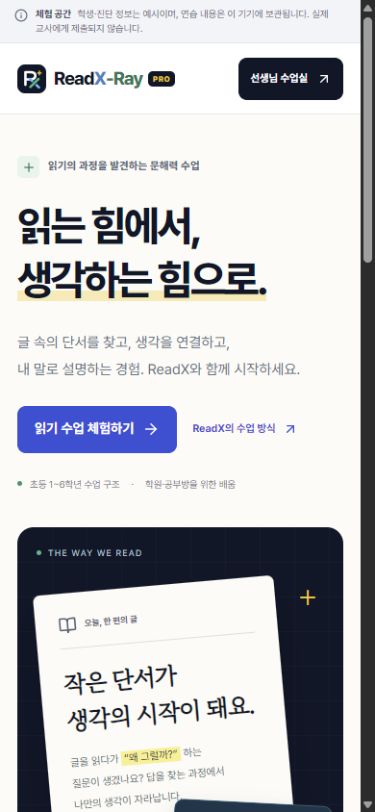 체험 공간 학생·진단 정보는 예시이며, 연습 내용은 이 기기에 보관됩니다. 실제
교사에게 제출되지 않습니다.
ReadX-Ray PRO
선생님 수업실
읽기의 과정을 발견하는 문해력 수업
읽는 힘에서,
생각하는 힘으로.
글 속의 단서를 찾고, 생각을 연결하고,
내 말로 설명하는 경험. ReadX와 함께 시작하세요.
읽기 수업 체험하기
ReadX의 수업 방식
초등 1~6학년 수업 구조 · 학원·공부방을 위한 배움
THE WAY WE READ
오늘, 한 편의 글
작은 단서가
생각의 시작이 돼요.
글을 읽다가 "왜 그럴까?" 하는
질문이 생겼나요? 답을 찾는 과정에서
나만의 생각이 자라납니다.